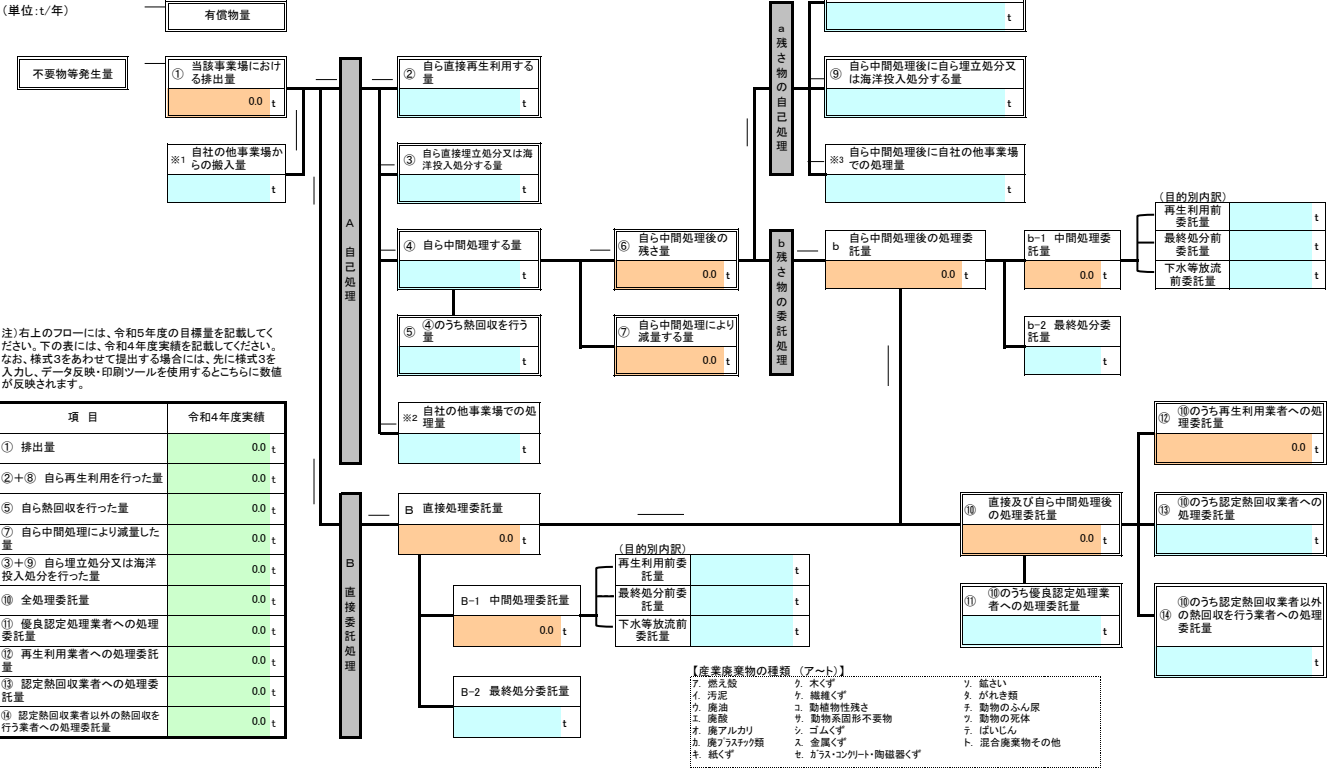 (単位:t/年)
有償物量
t
不要物等発生量
① 当該事業場におけ
る排出量
0.0 t
※1 自社の他事業場か
らの搬入量
t
A 自己処理
② 自ら直接再生利用する
量
t
③ 自ら直接埋立処分又は海
洋投入処分する量
t
④ 自ら中間処理する量
t
⑤ ④のうち熱回収を行う
量
t
※2 自社の他事業場での処
理量
t
⑥ 自ら中間処理後の
残さ量
0.0 t
⑦ 自ら中間処理により
減量する量
0.0 t
a 残さ物の自己処理
⑨ 自ら中間処理後に自ら埋立処分又
は海洋投入処分する量
t
※3 自ら中間処理後に自社の他事業場
での処理量
t
b 残さ物の委託処理
b 自ら中間処理後の処理委
託量
0.0 t
b-1 中間処理委
託量
0.0 t
b-2 最終処分委
託量
t
(目的別内訳)
再生利用前
委託量
t
最終処分前
委託量
t
下水等放流
前委託量
t
注)右上のフローには、令和5年度の目標量を記載してく
ださい。下の表には、令和4年度実績を記載してください。
なお、様式3をあわせて提出する場合には、先に様式3を
入力し、データ反映・印刷ツールを使用するとこちらに数値
が反映されます。
項 目 令和4年度実績
① 排出量 0.0 t
②+⑧ 自ら再生利用を行った量 0.0 t
⑤ 自ら熱回収を行った量 0.0 t
⑦ 自ら中間処理により減量した
量 0.0 t
③+⑨ 自ら埋立処分又は海洋
投入処分を行った量 0.0 t
⑩ 全処理委託量 0.0 t
⑪ 優良認定処理業者への処理
委託量 0.0 t
⑫ 再生利用業者への処理委託
量 0.0 t
⑬ 認定熱回収業者への処理委
託量 0.0 t
⑭ 認定熱回収業者以外の熱回収を
行う業者への処理委託量 0.0 t
B 直接委託処理
B 直接処理委託量
0.0 t
B-1 中間処理委託量
0.0 t
B-2 最終処分委託量
t
(目的別内訳)
再生利用前委
託量
t
最終処分前委
託量
t
下水等放流前
委託量
t
⑩ 直接及び自ら中間処理後
の処理委託量
0.0 t
⑪ ⑩のうち優良認定処理業
者への処理委託量
t
⑫ ⑩のうち再生利用業者への処
理委託量
0.0 t
⑬ ⑩のうち認定熱回収業者への
処理委託量
t
⑭ ⑩のうち認定熱回収業者以外
の熱回収を行う業者への処理
委託量
t
【産業廃棄物の種類 (ア~ト)】
ア. 燃え殻 ク. 木くず ソ. 鉱さい
イ. 汚泥 ケ. 繊維くず タ. がれき類
ウ. 廃油 コ. 動植物性残さ チ. 動物のふん尿
エ. 廃酸 サ. 動物系固形不要物 ツ. 動物の死体
オ. 廃アルカリ シ. ゴムくず テ. ばいじん
カ. 廃プラスチック類 ス. 金属くず ト. 混合廃棄物その他
キ. 紙くず セ. ガラス・コンクリート・陶磁器くず